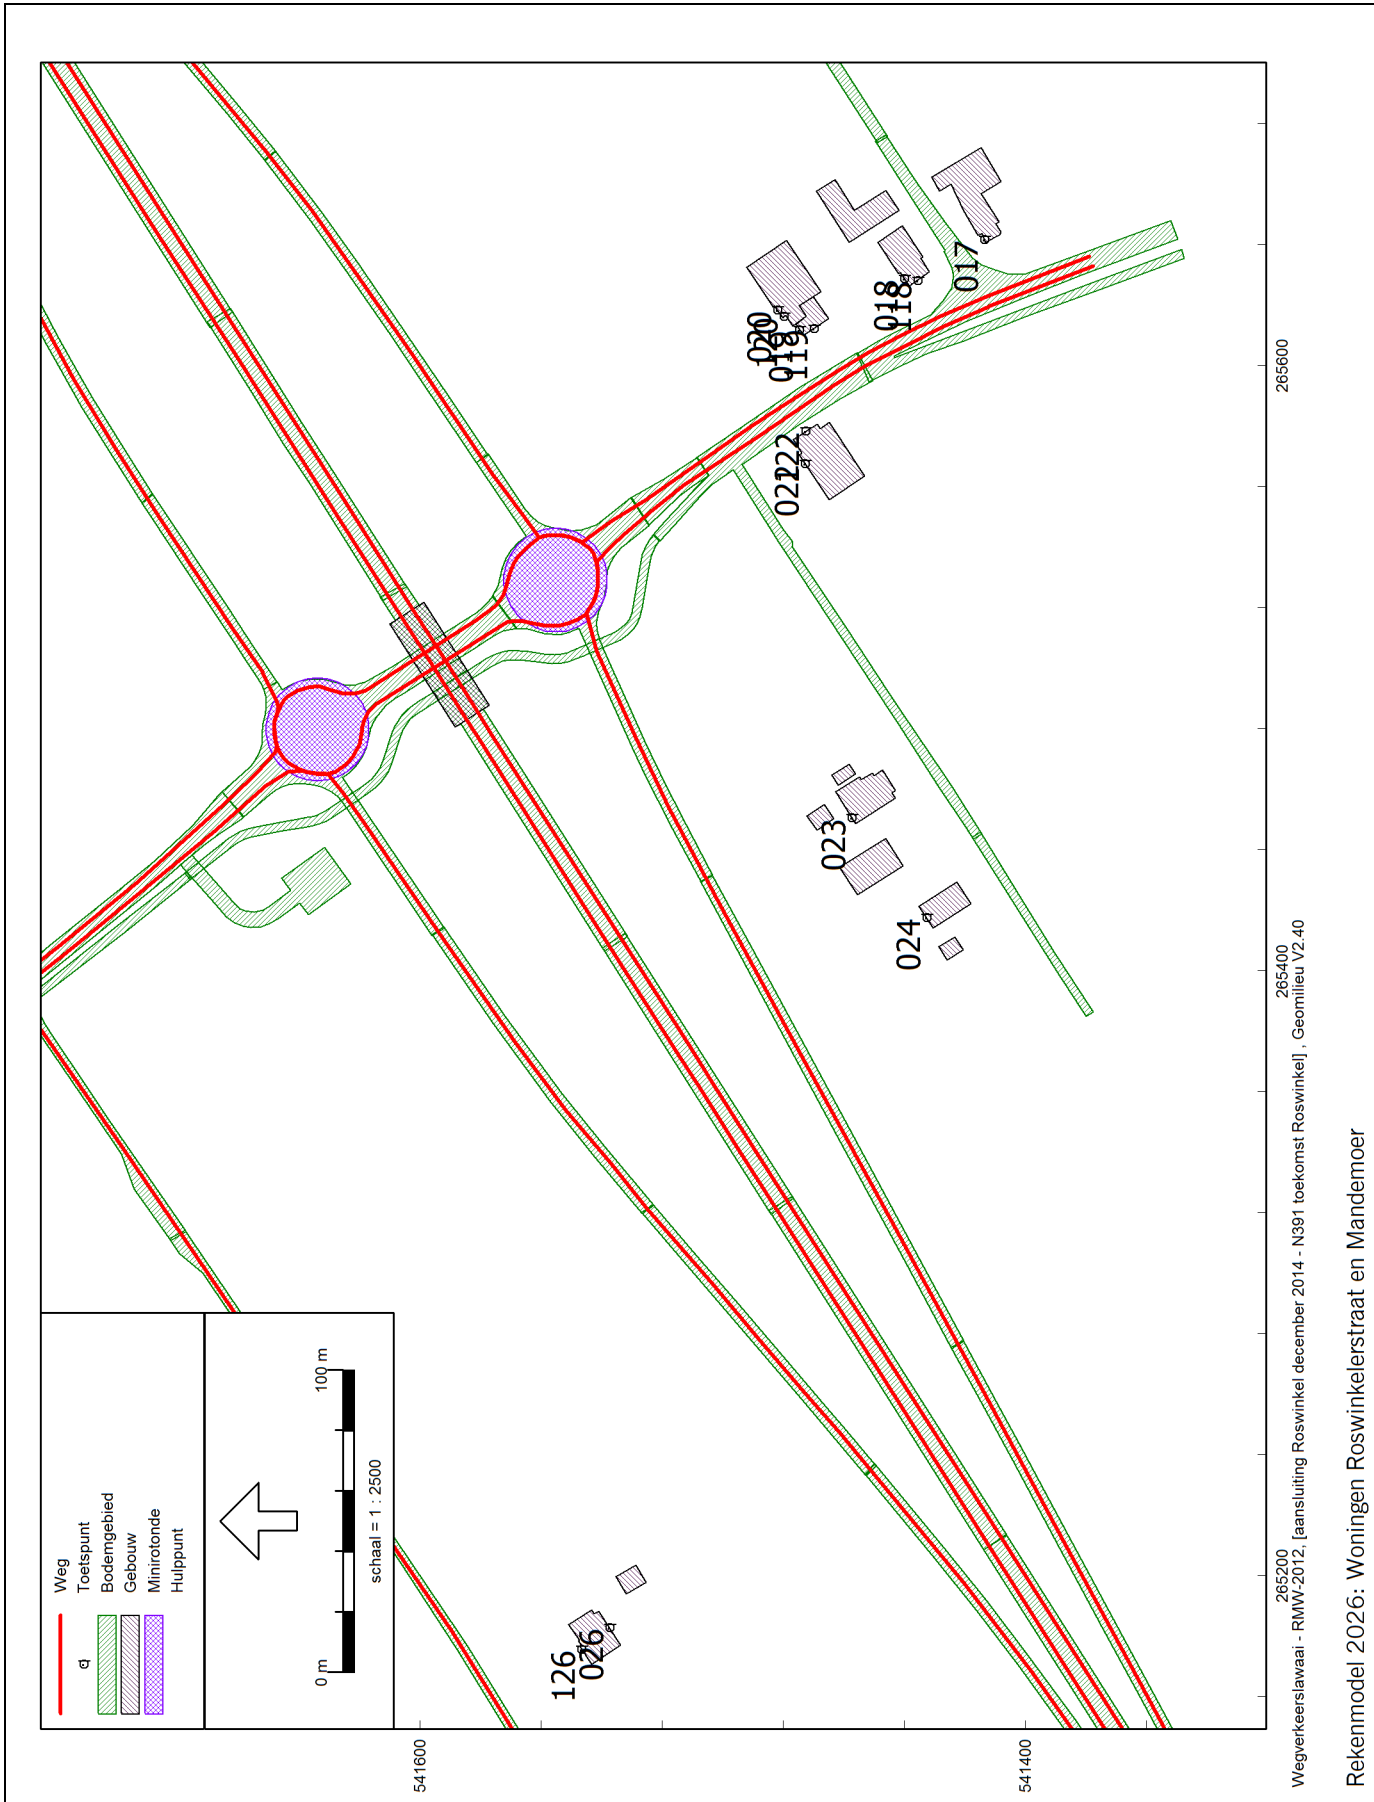 Weg
Toetspunt
Bodemgebied
Gebouw
Minirotonde
Hulppunt
0 m
100 m
schaal = 1 : 2500
126
026
020
019
119
018
118
017
022
122
023
024
541600
541400
265200
265400
265600
Wegverkeerslawaai - RMW-2012, [aansluiting Roswinkel december 2014 - N391 toekomst Roswinkel] , Geomilieu V2.40
Rekenmodel 2026: Woningen Roswinkelerstraat en Mandemoer